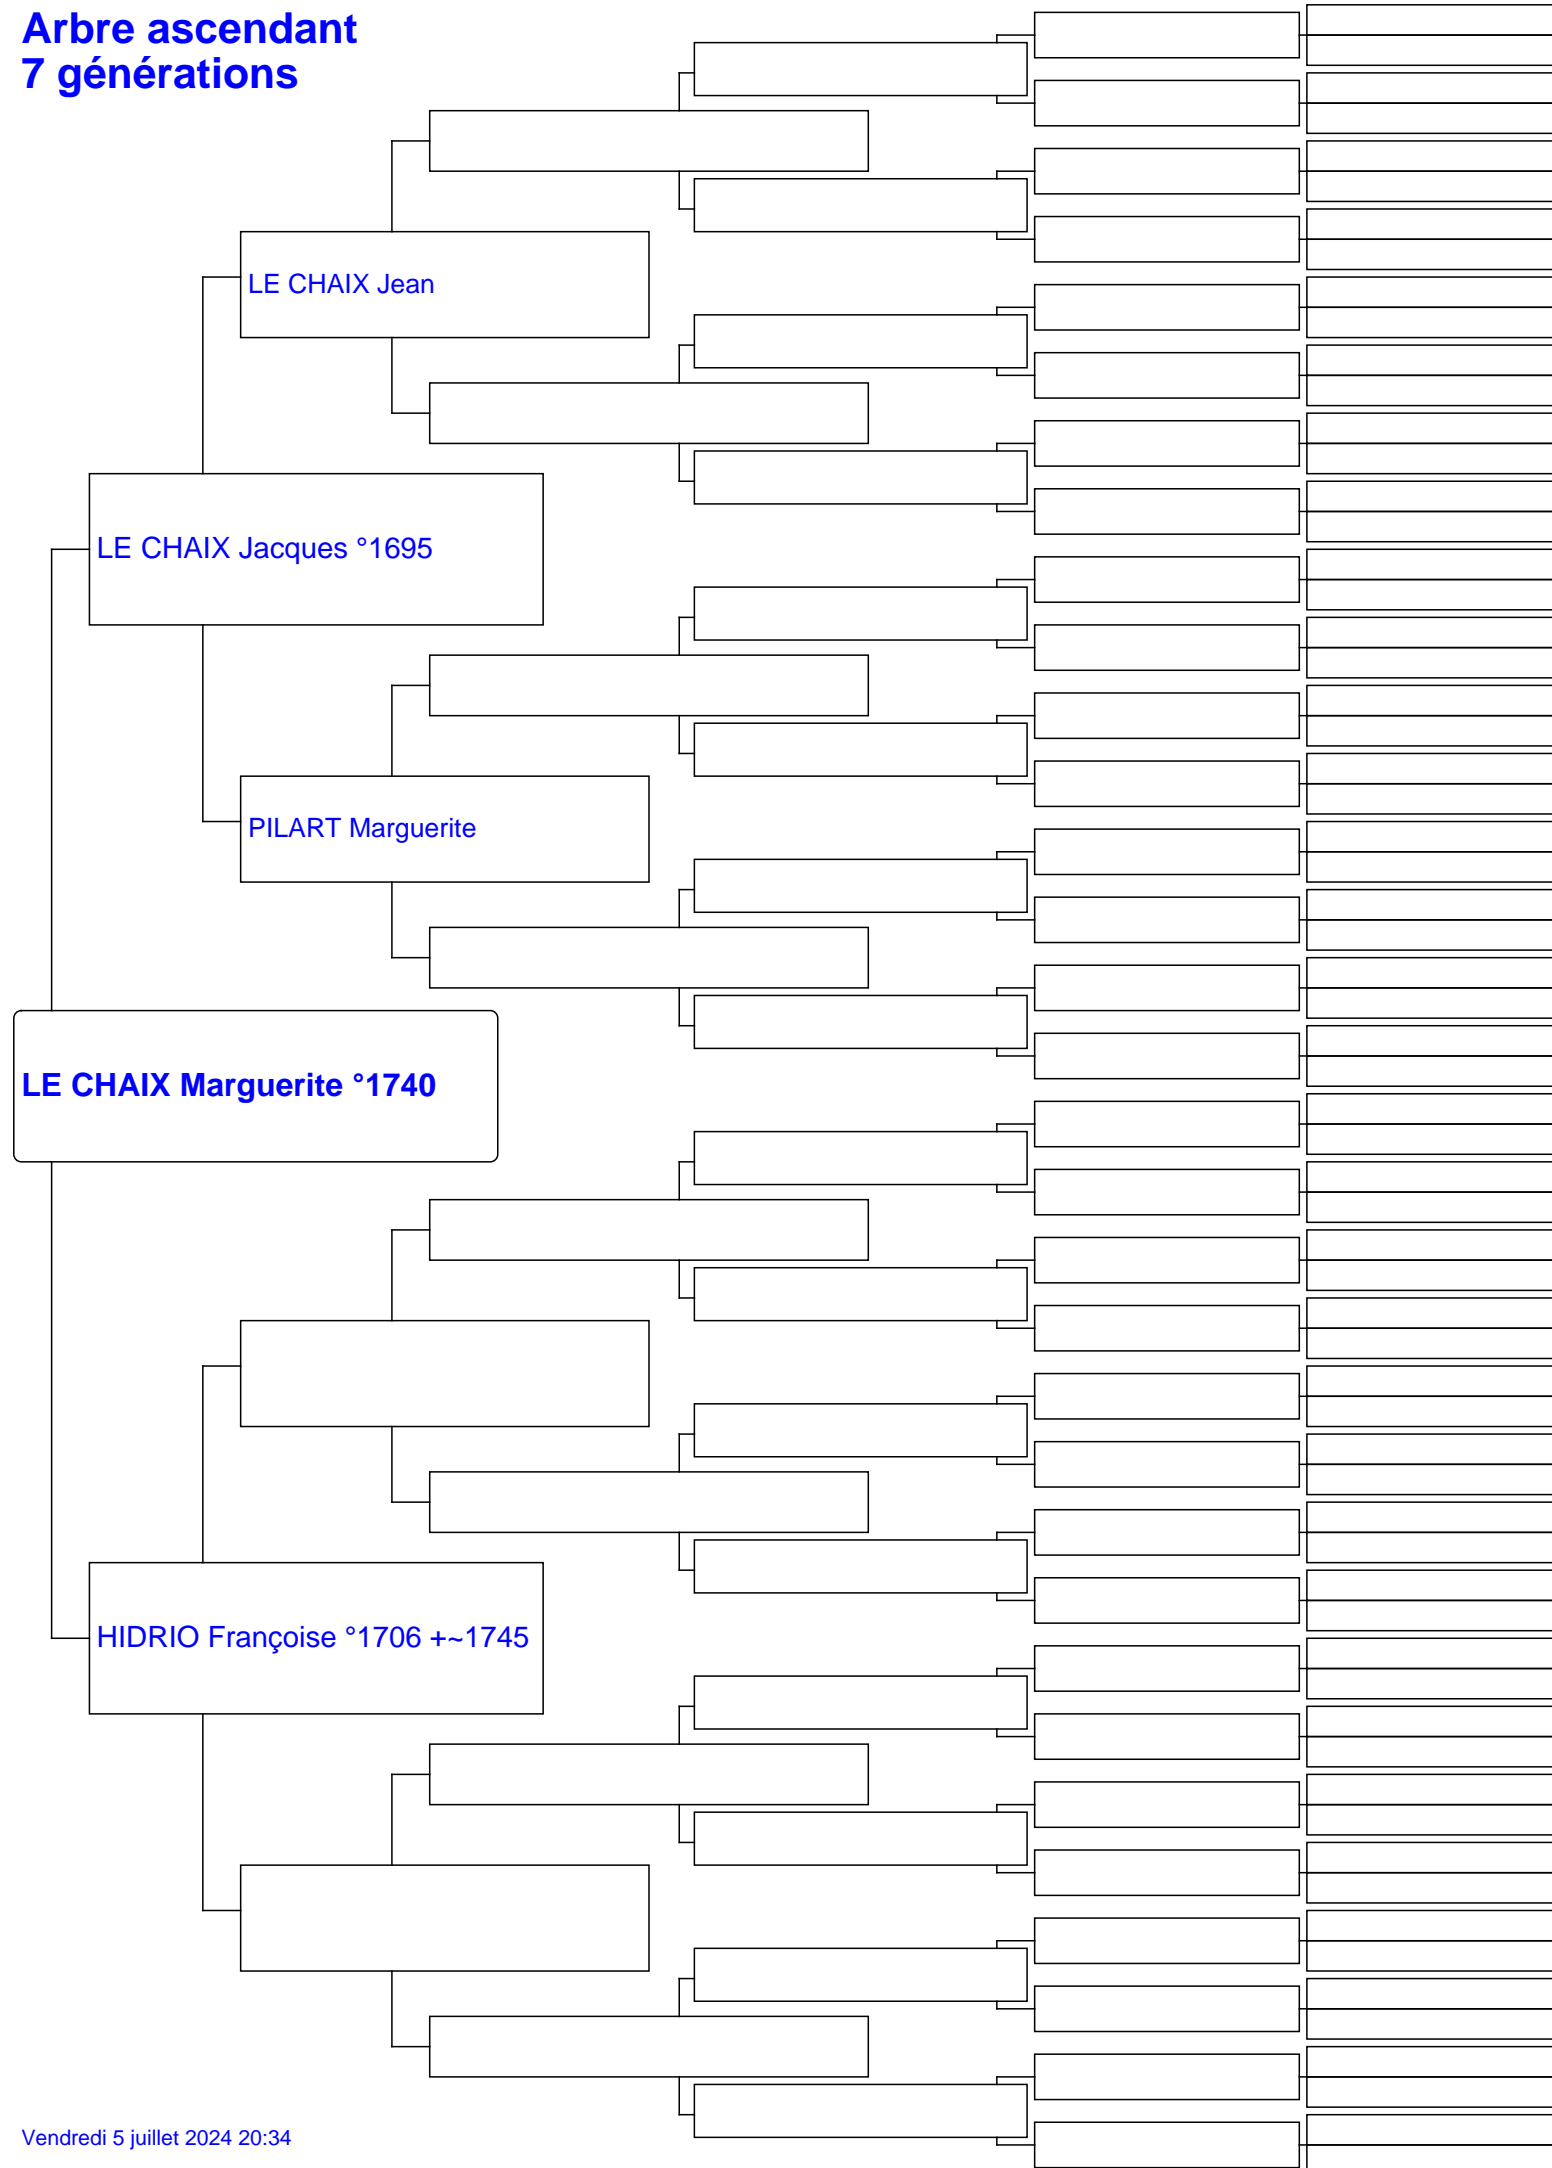 Arbre ascendant
7 générations
LE CHAIX Jean
LE CHAIX Jacques °1695
PILART Marguerite
LE CHAIX Marguerite °1740
HIDRIO Françoise °1706 +~1745
Vendredi 5 juillet 2024 20:34